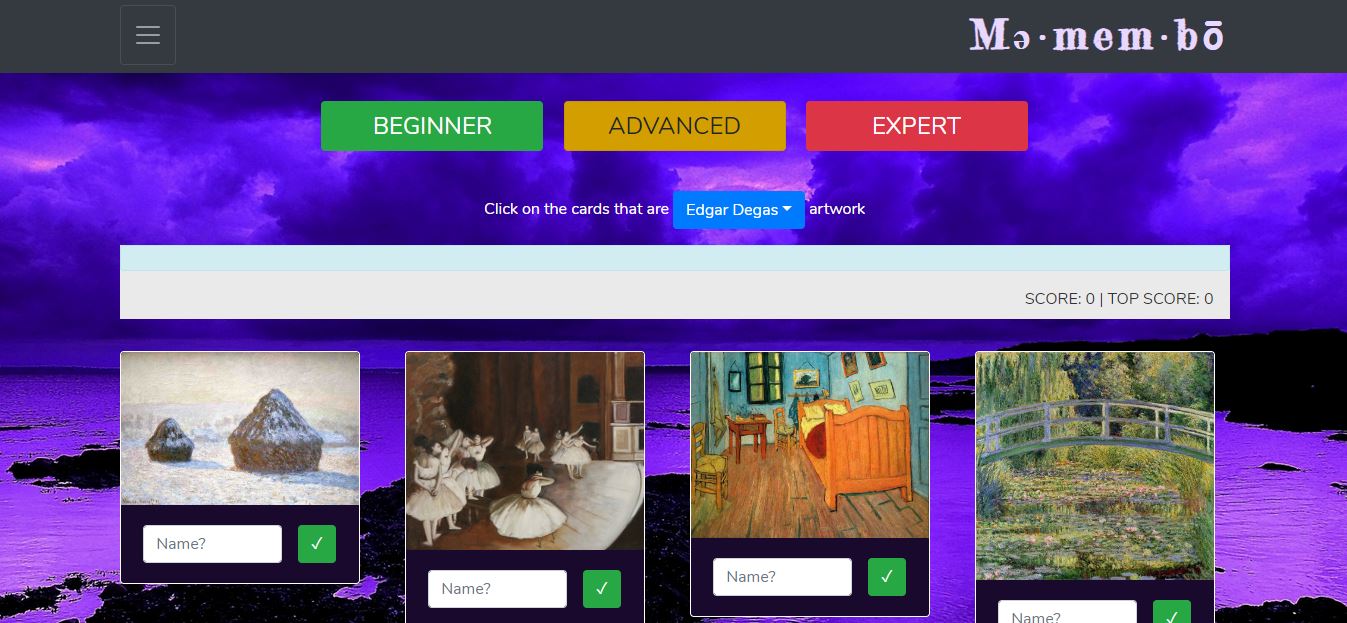 Mə·mem·bō
BEGINNER ADVANCED EXPERT
Click on the cards that are Edgar Degas artwork
SCORE: 0 | TOP SCORE: 0
Name? ✓
Name? ✓
Name? ✓
Name? ✓